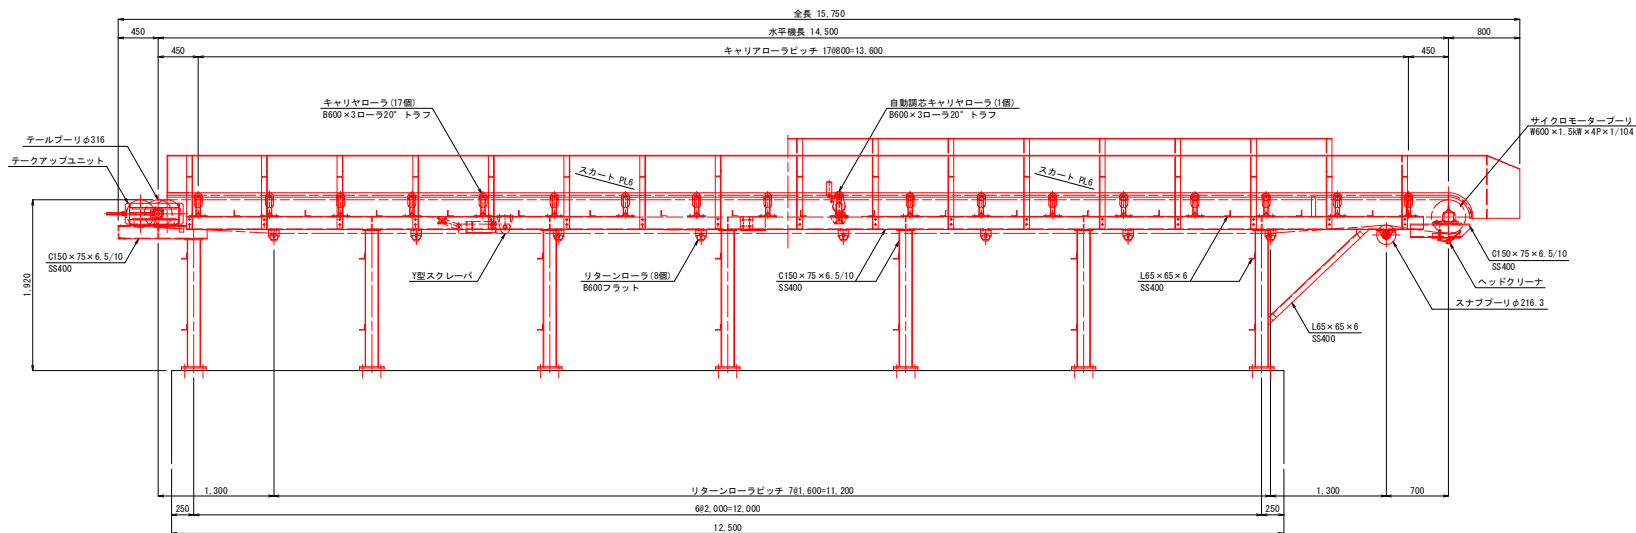 全長 15,750
450
水平機長 14,500
800
450
キャリアローラピッチ 17@800=13,600
450
キャリヤローラ(17個)
B600×3ローラ20°トラフ
自動調芯キャリヤローラ(1個)
B600×3ローラ20°トラフ
サイクロモータープーリ
W600×1.5kW×4P×1/104
テールプーリφ316
テークアップユニット
スカート PL6
スカート PL6
C150×75×6.5/10
SS400
1,920
Y型スクレーパ
リターンローラ(8個)
B600フラット
C150×75×6.5/10
SS400
L65×65×6
SS400
C150×75×6.5/10
SS400
ヘッドクリーナ
スナブプーリφ216.3
L65×65×6
SS400
1,300
リターンローラピッチ 7@1,600=11,200
1,300
700
250
6@2,000=12,000
250
12,500